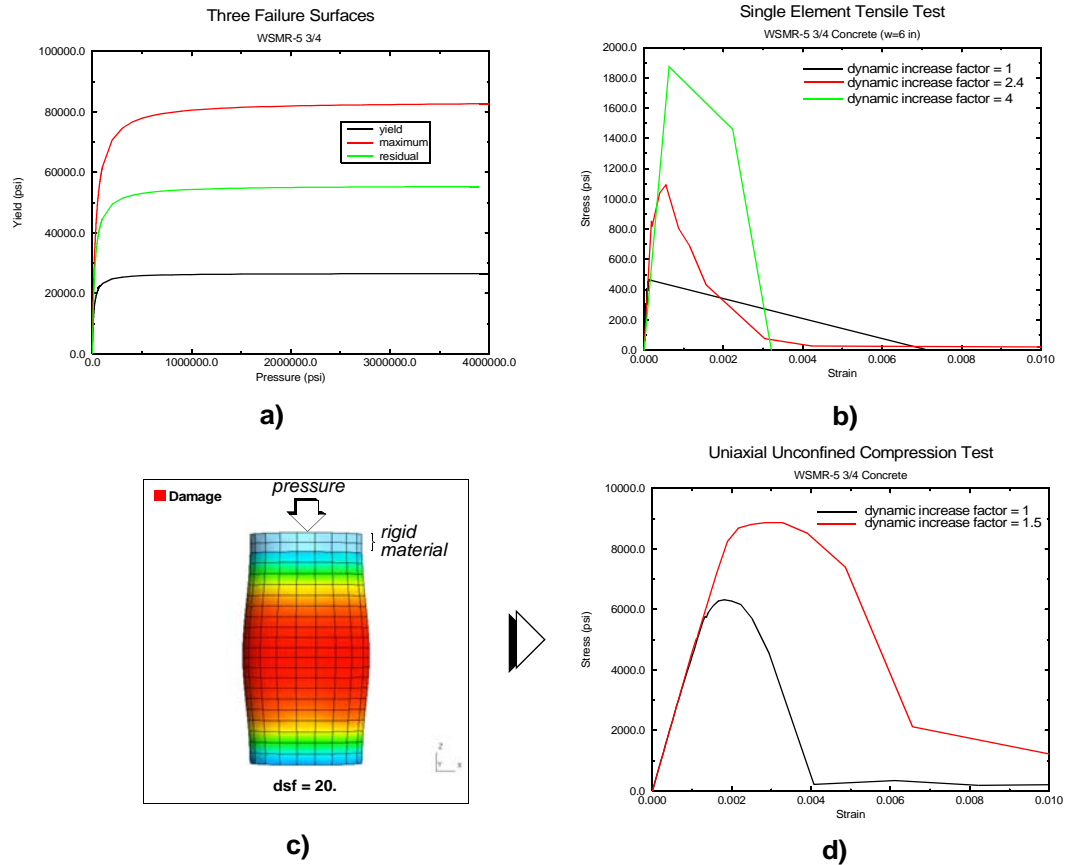 Three Failure Surfaces
WSMR-5 3/4
100000.0
80000.0
60000.0
40000.0
20000.0
0.0
Yield (psi)
yield
maximum
residual
0.0
1000000.0
2000000.0
3000000.0
4000000.0
Pressure (psi)
a)
Single Element Tensile Test
WSMR-5 3/4 Concrete (w=6 in)
2000.0
1800.0
1600.0
1400.0
1200.0
1000.0
800.0
600.0
400.0
200.0
0.0
Stress (psi)
dynamic increase factor = 1
dynamic increase factor = 2.4
dynamic increase factor = 4
0.000
0.002
0.004
0.006
0.008
0.010
Strain
b)
Damage
pressure
rigid
material
Z
Y
X
dsf = 20.
c)
Uniaxial Unconfined Compression Test
WSMR-5 3/4 Concrete
10000.0
8000.0
6000.0
4000.0
2000.0
0.0
Stress (psi)
dynamic increase factor = 1
dynamic increase factor = 1.5
0.000
0.002
0.004
0.006
0.008
0.010
Strain
d)